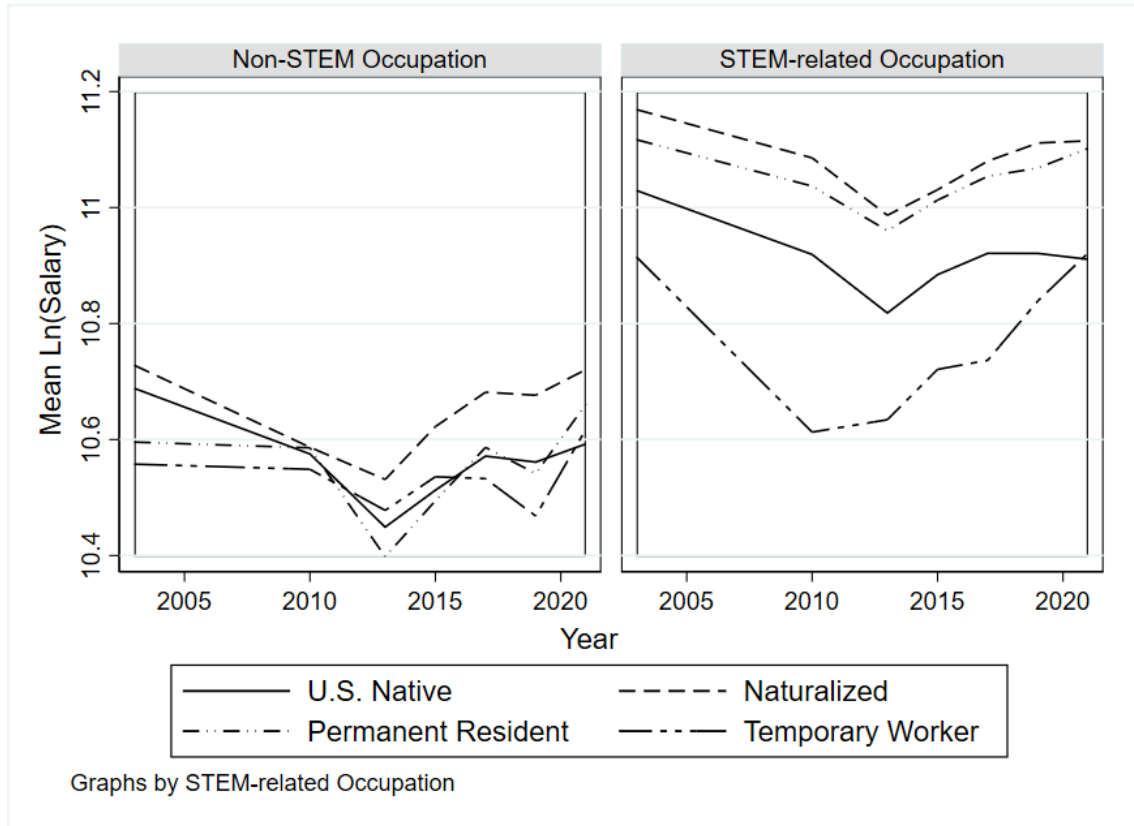 Non-STEM Occupation
STEM-related Occupation
Mean Ln(Salary)
11.2
11
10.8
10.6
10.4
2005 2010 2015 2020
2005 2010 2015 2020
Year
U.S. Native
Naturalized
Permanent Resident
Temporary Worker
Graphs by STEM-related Occupation